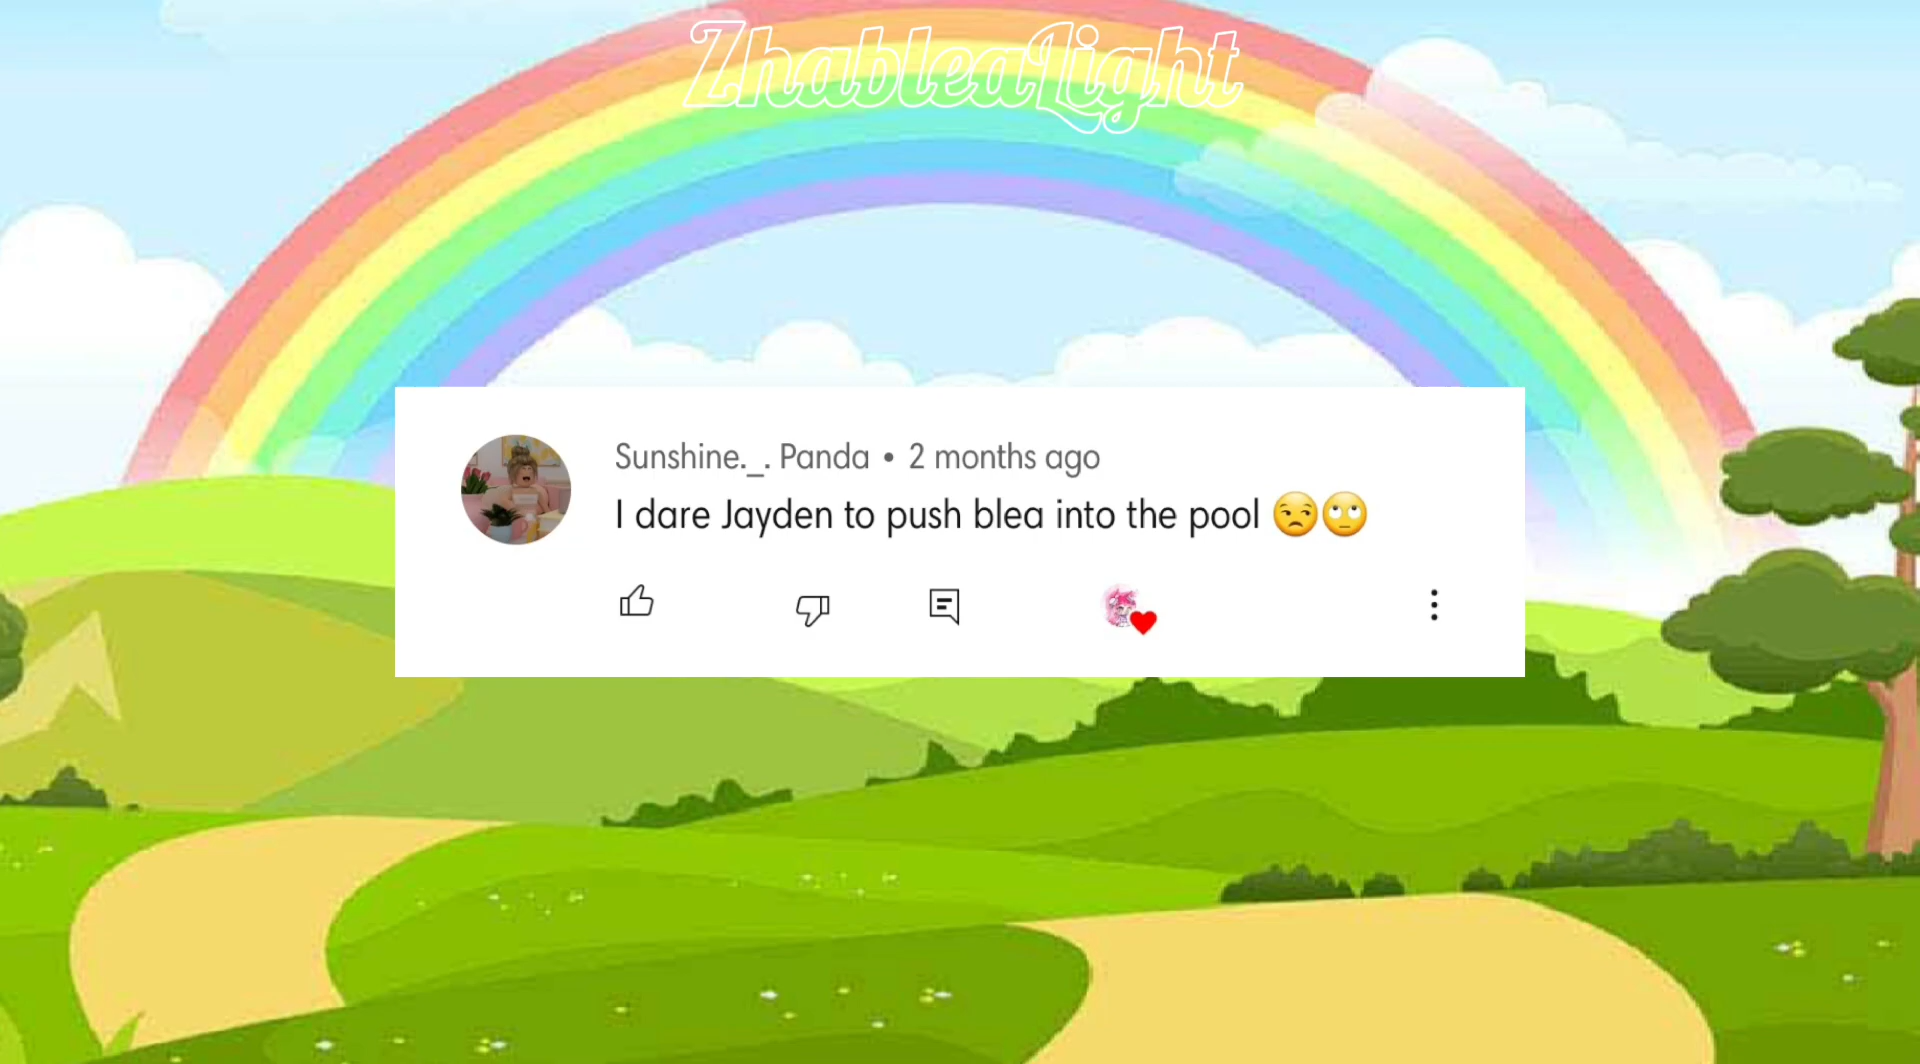 ZhableaLight
Sunshine._. Panda • 2 months ago
I dare Jayden to push blea into the pool 😒🙄